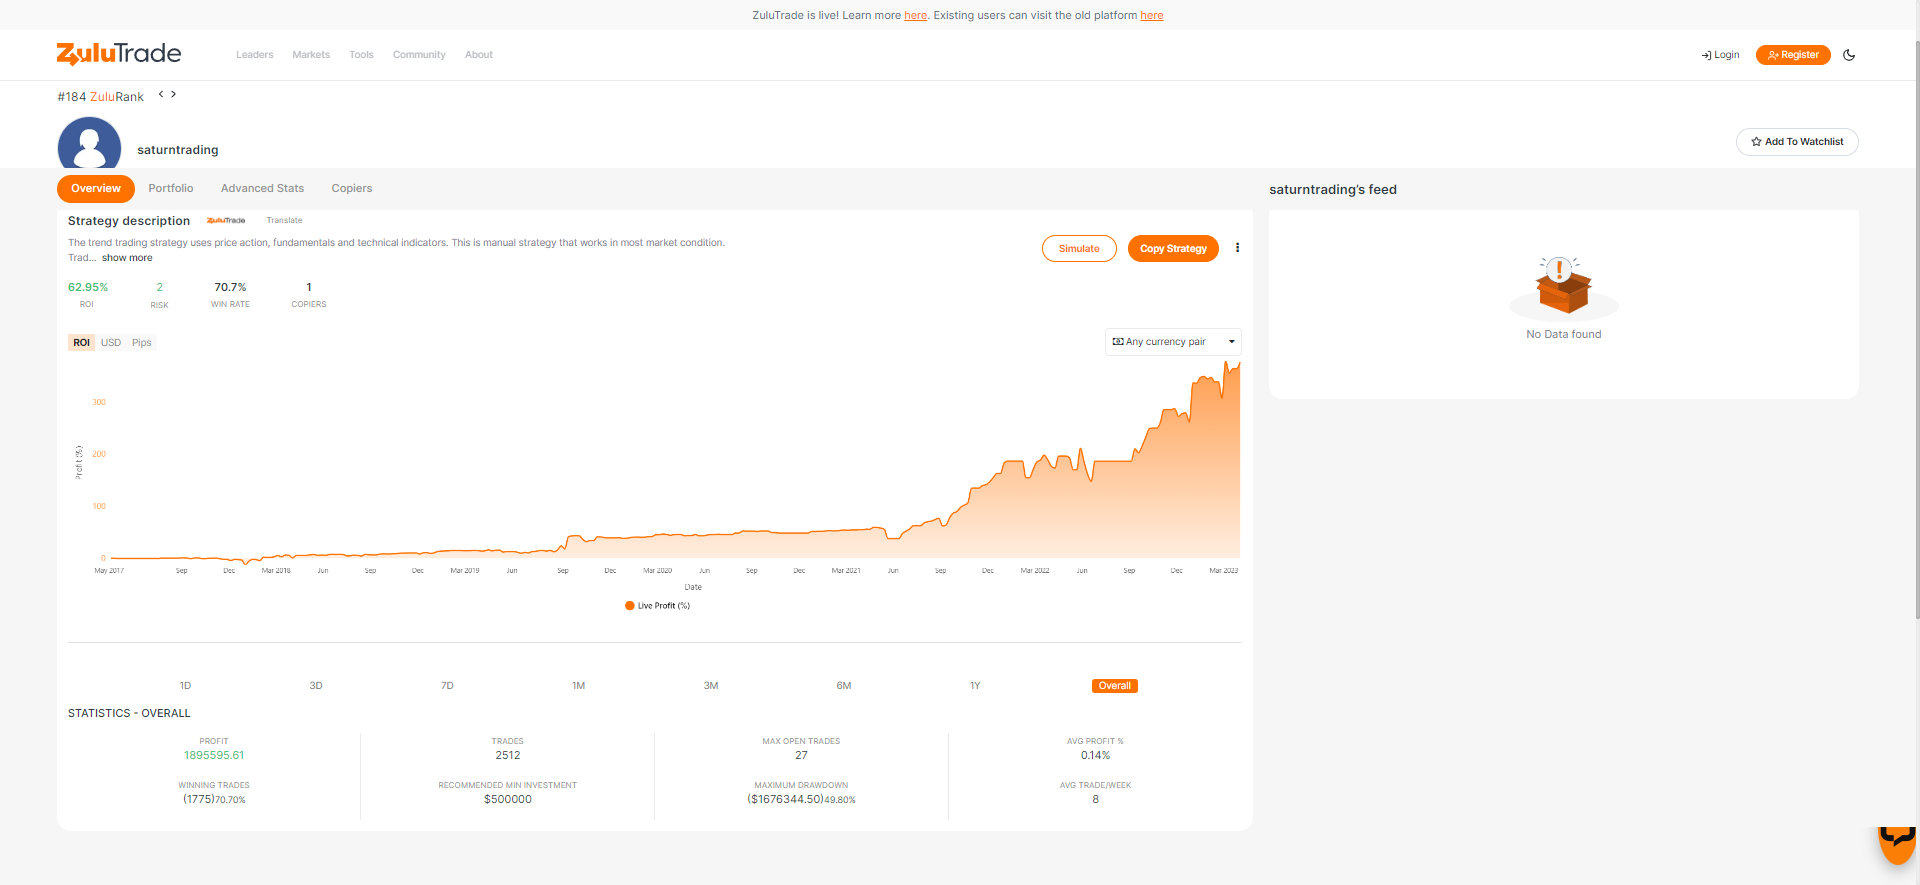 ZuluTrade is live! Learn more here. Existing users can visit the old platform here
ZuluTrade
Leaders Markets Tools Community About
Login Register
#184 ZuluRank
saturntrading
Add To Watchlist
Overview Portfolio Advanced Stats Copiers
saturntrading's feed
Strategy description ZuluTrade Translate
The trend trading strategy uses price action, fundamentals and technical indicators. This is manual strategy that works in most market condition.
Trad... show more
Simulate Copy Strategy
62.95% 2 70.7% 1
ROI RISK WIN RATE COPIERS
No Data found
ROI USD Pips
Any currency pair
300
200
100
0
Profit (%)
May 2017 Sep Dec Mar 2018 Jun Sep Dec Mar 2019 Jun Sep Dec Mar 2020 Jun Sep Dec Mar 2021 Jun Sep Dec Mar 2022 Jun Sep Dec Mar 2023
Date
Live Profit (%)
1D 3D 7D 1M 3M 6M 1Y Overall
STATISTICS - OVERALL
PROFIT TRADES MAX OPEN TRADES AVG PROFIT %
1895595.61 2512 27 0.14%
WINNING TRADES RECOMMENDED MIN INVESTMENT MAXIMUM DRAWDOWN AVG TRADE/WEEK
(1775)70.70% $500000 ($1676344.50)49.80% 8